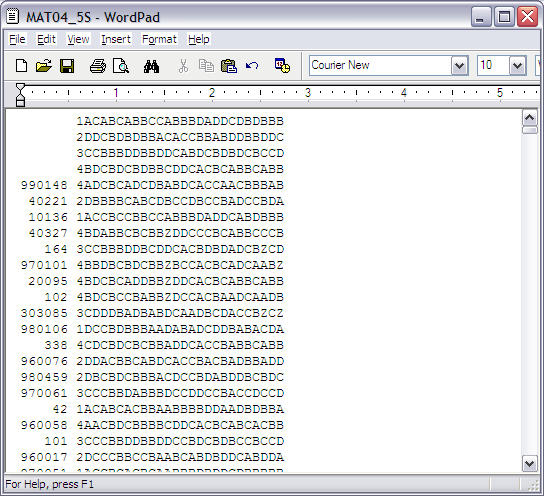 MAT04_5S - WordPad
File Edit View Insert Format Help
Courier New 10
1 2 3 4 5
1ACABCABBCCABBBDADDCDBDBBB
2DDCBDBDBBACACCBBABDDBBDDC
3CCBBBDDBBDDCABDCBDBDCBCCD
4BDCBDCBDBBCDDCACBCABBCABB
990148 4ADCBCADCDBABDCACCAACBBBAB
40221 2DBBBBCABCDBCCDBCCBADCCBDA
10136 1ACCBCCBBCCABBBDADDCABDBBB
40327 4BDABBCBCBBZDDCCCBCABBCCCB
164 3CCBBBDDBCDDCACBDBDADCBZCD
970101 4BBDBCBDCBBZBCCACBCADCAABZ
20095 4BDCBCADDBBZDDCACBCABBCABB
102 4BDCBCCBABBZDCCACBAADCAADB
303085 3CDDDBADBABDCAADBCDACCBZCZ
980106 1DCCBDBBBAADABADCDDBABACDA
338 4CDCBDCBCBBADDCACCBABBCABB
960076 2DDACBBCABDCACCBACBADBBADD
980459 2DBCBDCBBBACDCCBDABDDBCBDC
970061 3CCCBBDABBBDCCDDCCBACCDCCD
42 1ACABCACBBAABBBBDDAADBDBBA
960058 4AACBDCBBBBCDDCACBCABCACBB
101 3CCCBBDBBDDCCBDCBDBCCBCCD
960017 2DCCCBBCCBAABCABDBDDCABDDA
For Help, press F1